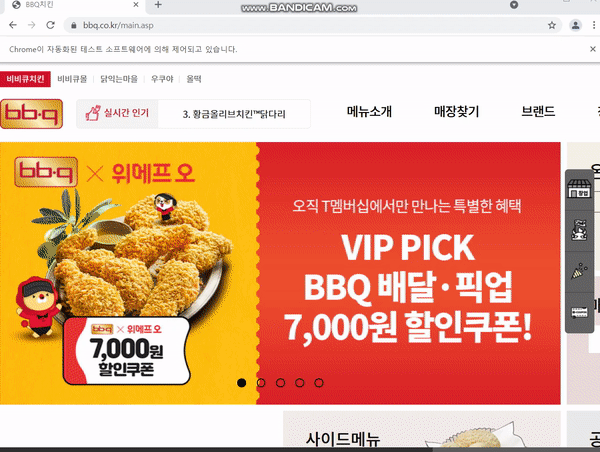 BBQ치킨
www.BANDICAM.com
bbq.co.kr/main.asp
Chrome이 자동화된 테스트 소프트웨어에 의해 제어되고 있습니다.
비비큐치킨 비비큐몰 닭익는마을 우쿠야 올떡
bb·q 실시간 인기 3. 황금올리브치킨™닭다리 메뉴소개 매장찾기 브랜드
bb·q × 위메프 오
오직 T멤버십에서만 만나는 특별한 혜택
VIP PICK
BBQ 배달·픽업
7,000원 할인쿠폰!
bb·q × 위메프 오
7,000원
할인쿠폰
창업
사이드메뉴